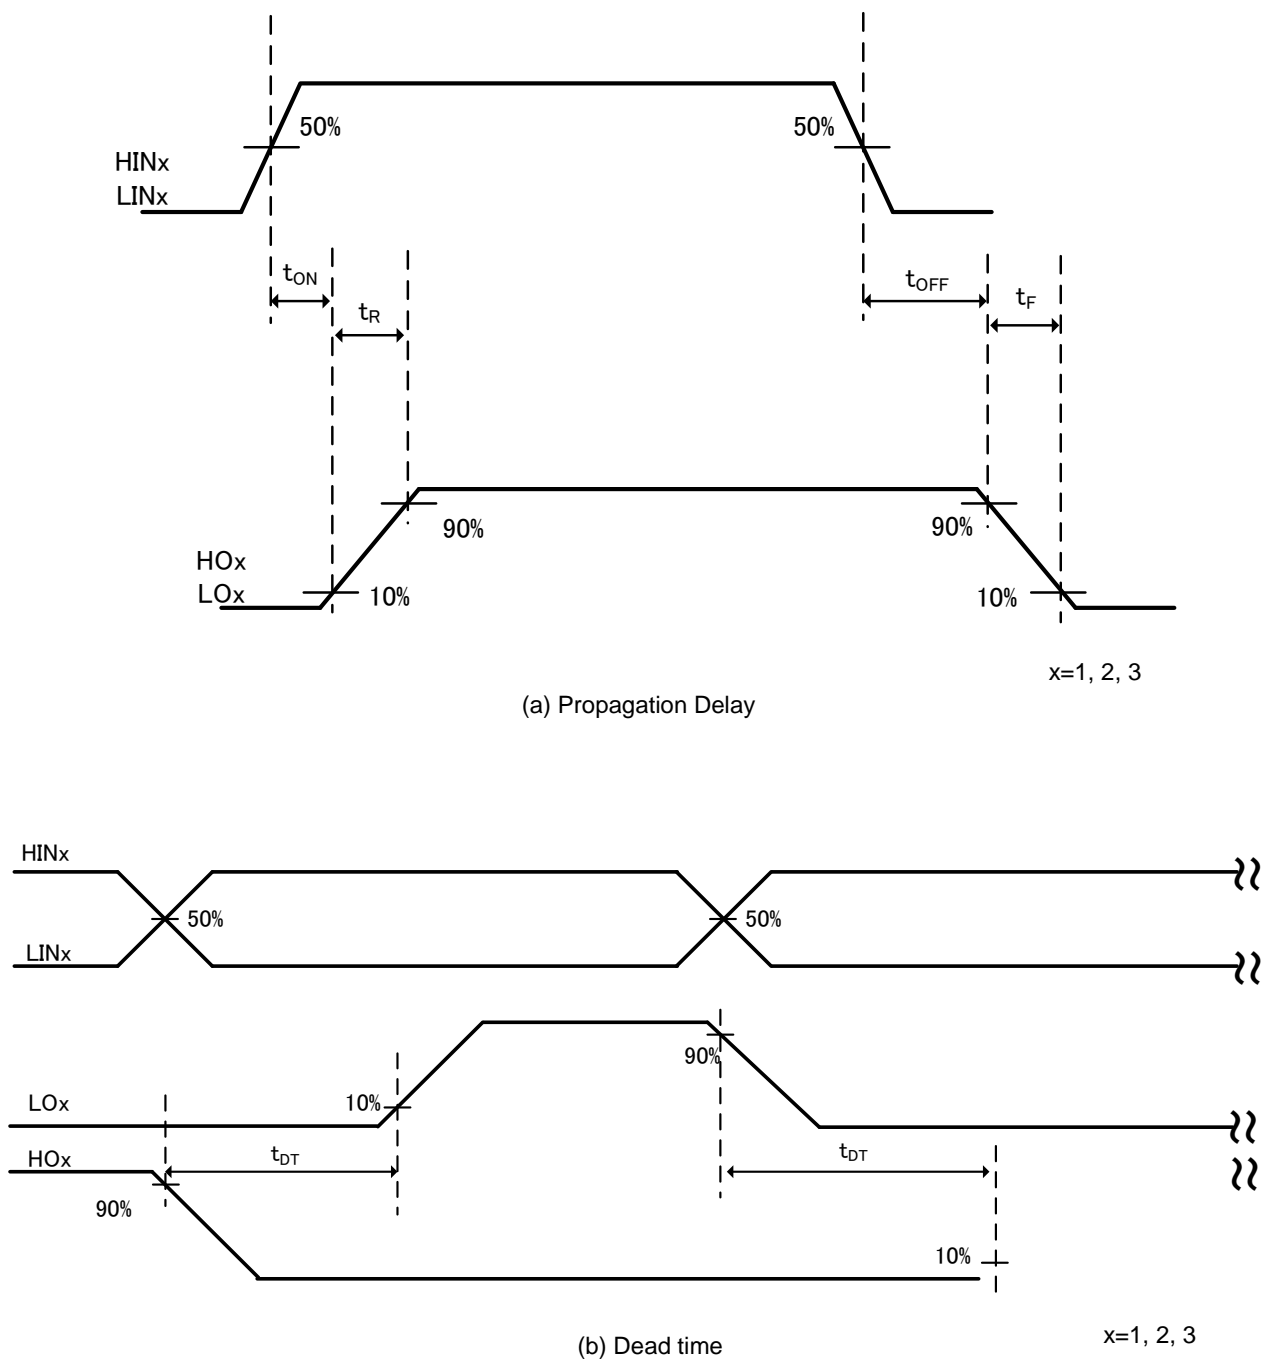 50%
50%
HINx
LINx
tON
tOFF
tR
tF
90%
90%
HOx
LOx
10%
10%
x=1, 2, 3
(a) Propagation Delay
HINx
50%
50%
LINx
90%
LOx
10%
HOx
tDT
tDT
90%
10%
x=1, 2, 3
(b) Dead time